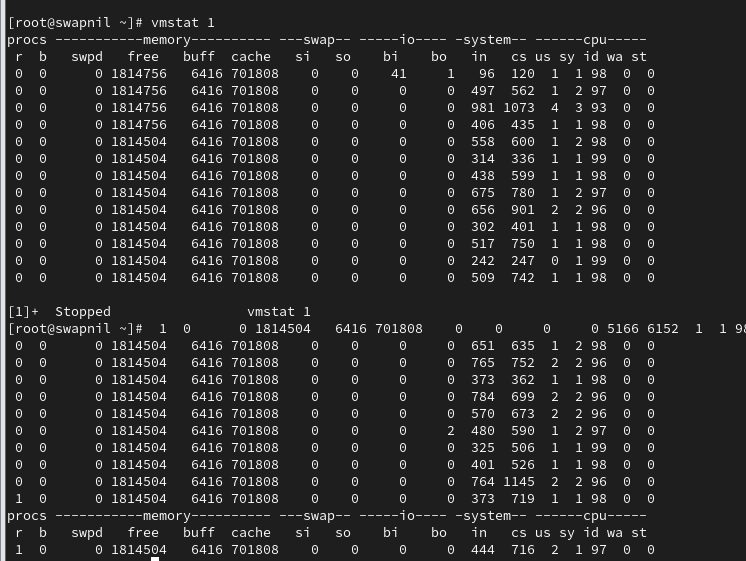 [root@swapnil ~]# vmstat 1
procs -----------memory---------- ---swap-- -----io---- -system-- ------cpu-----
 r  b   swpd   free   buff  cache   si   so    bi    bo   in   cs us sy id wa st
 0  0      0 1814756   6416 701808    0    0    41     1   96  120  1  1 98  0  0
 0  0      0 1814756   6416 701808    0    0     0     0  497  562  1  2 97  0  0
 0  0      0 1814756   6416 701808    0    0     0     0  981 1073  4  3 93  0  0
 0  0      0 1814756   6416 701808    0    0     0     0  406  435  1  1 98  0  0
 0  0      0 1814504   6416 701808    0    0     0     0  558  600  1  2 98  0  0
 0  0      0 1814504   6416 701808    0    0     0     0  314  336  1  1 99  0  0
 0  0      0 1814504   6416 701808    0    0     0     0  438  599  1  1 98  0  0
 0  0      0 1814504   6416 701808    0    0     0     0  675  780  1  2 97  0  0
 0  0      0 1814504   6416 701808    0    0     0     0  656  901  2  2 96  0  0
 0  0      0 1814504   6416 701808    0    0     0     0  302  401  1  1 98  0  0
 0  0      0 1814504   6416 701808    0    0     0     0  517  750  1  1 98  0  0
 0  0      0 1814504   6416 701808    0    0     0     0  242  247  0  1 99  0  0
 0  0      0 1814504   6416 701808    0    0     0     0  509  742  1  1 98  0  0
[1]+  Stopped                 vmstat 1
[root@swapnil ~]#  1  0      0 1814504   6416 701808    0    0     0     0 5166 6152  1  1 98
 0  0      0 1814504   6416 701808    0    0     0     0  651  635  1  2 98  0  0
 0  0      0 1814504   6416 701808    0    0     0     0  765  752  2  2 96  0  0
 0  0      0 1814504   6416 701808    0    0     0     0  373  362  1  1 98  0  0
 0  0      0 1814504   6416 701808    0    0     0     0  784  699  2  2 96  0  0
 0  0      0 1814504   6416 701808    0    0     0     0  570  673  2  2 96  0  0
 0  0      0 1814504   6416 701808    0    0     0     2  480  590  1  2 97  0  0
 0  0      0 1814504   6416 701808    0    0     0     0  325  506  1  1 99  0  0
 0  0      0 1814504   6416 701808    0    0     0     0  401  526  1  1 98  0  0
 0  0      0 1814504   6416 701808    0    0     0     0  764 1145  2  2 96  0  0
 1  0      0 1814504   6416 701808    0    0     0     0  373  719  1  1 98  0  0
procs -----------memory---------- ---swap-- -----io---- -system-- ------cpu-----
 r  b   swpd   free   buff  cache   si   so    bi    bo   in   cs us sy id wa st
 1  0      0 1814504   6416 701808    0    0     0     0  444  716  2  1 97  0  0